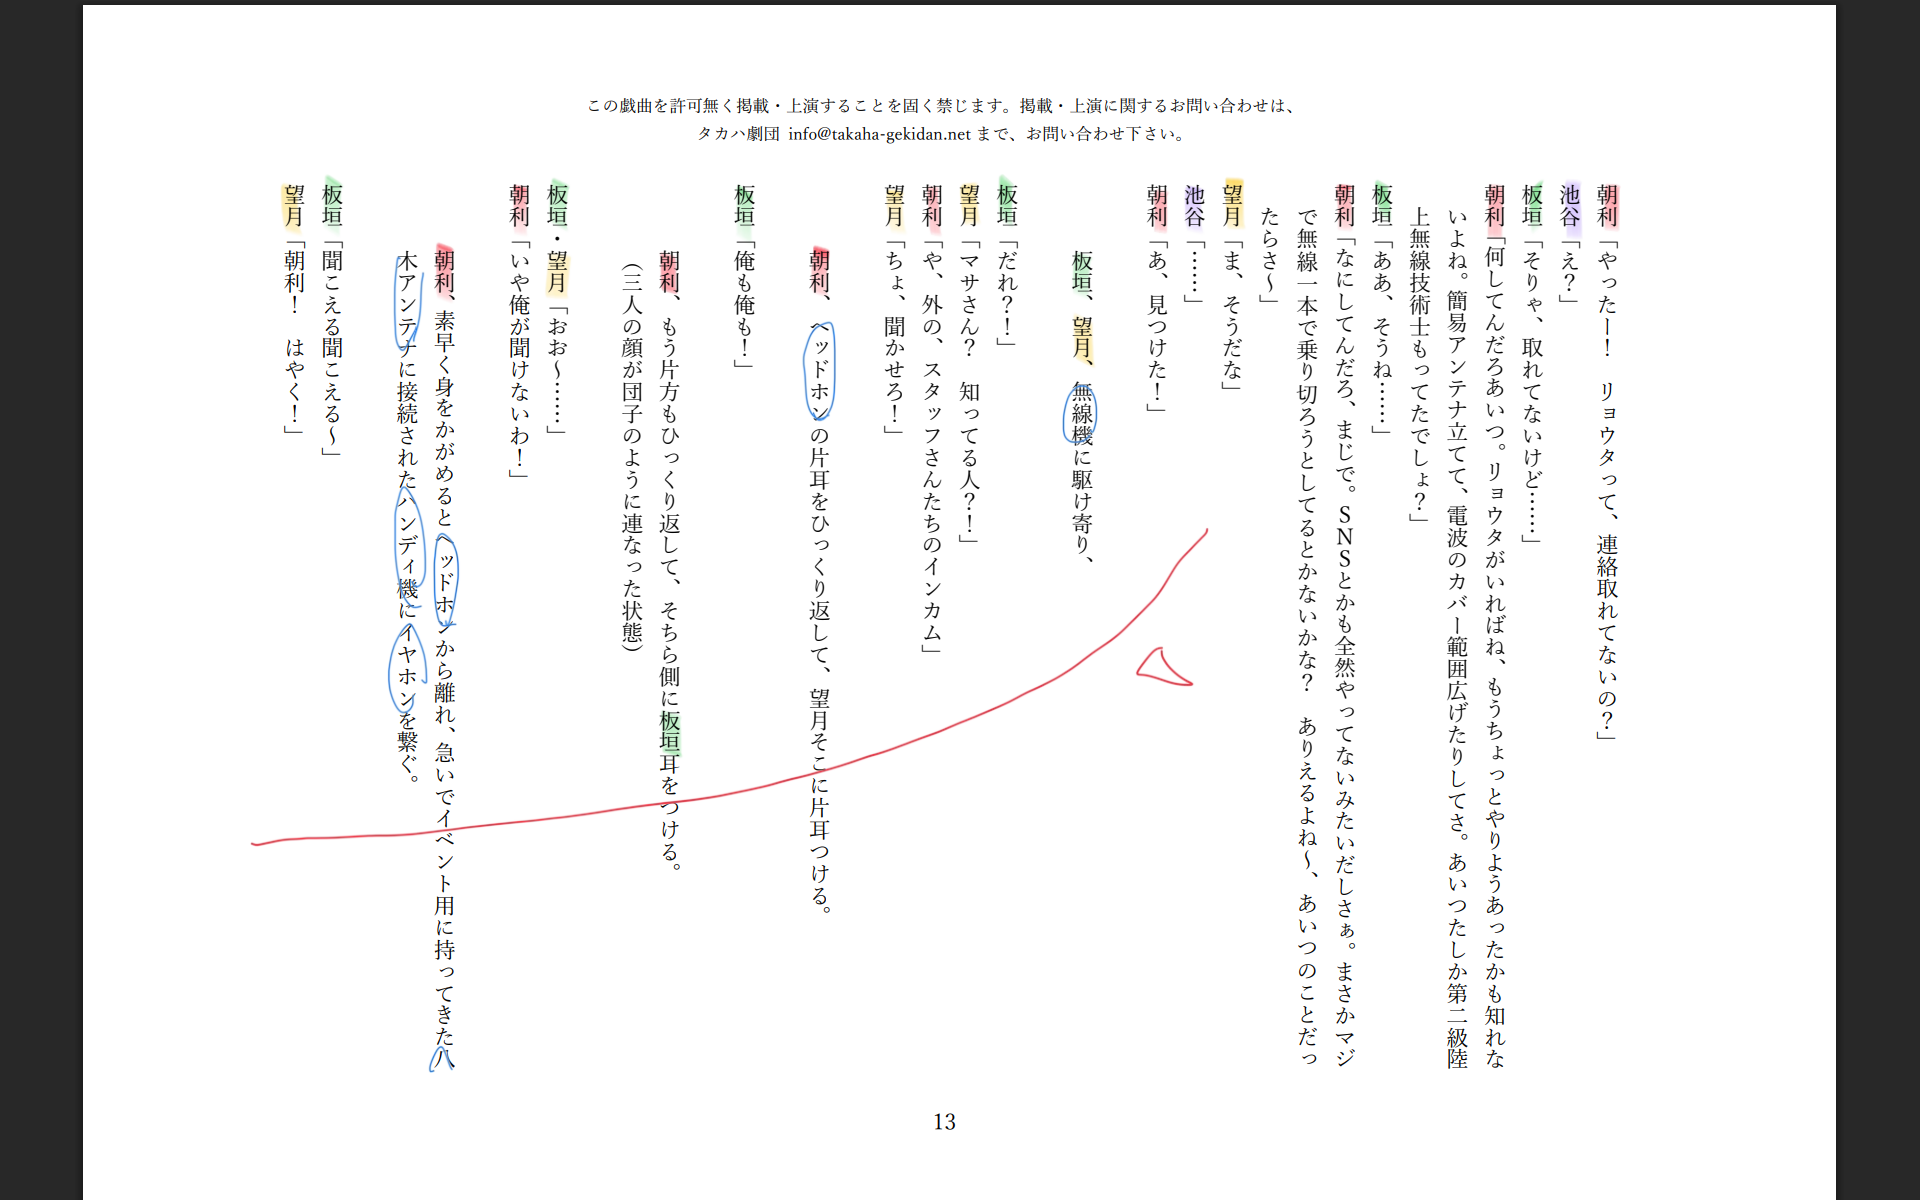 この戯曲を許可無く掲載・上演することを固く禁じます。掲載・上演に関するお問い合わせは、
タカハ劇団 info@takaha-gekidan.net まで、お問い合わせ下さい。
朝利「やったー！　リョウタって、連絡取れてないの？」
池谷「え？」
板垣「そりゃ、取れてないけど……」
朝利「何してんだろあいつ。リョウタがいればね、もうちょっとやりようあったかも知れな
いよね。簡易アンテナ立てて、電波のカバー範囲広げたりしてさ。あいつたしか第二級陸
上無線技術士もってたでしょ？」
板垣「ああ、そうね……」
朝利「なにしてんだろ、まじで。ＳＮＳとかも全然やってないみたいだしさぁ。まさかマジ
で無線一本で乗り切ろうとしてるとかないかな？　ありえるよね～、あいつのことだっ
たらさ～」
望月「ま、そうだな」
池谷「……」
朝利「あ、見つけた！」
板垣、望月、無線機に駆け寄り、
板垣「だれ？！」
望月「マサさん？　知ってる人？！」
朝利「や、外の、スタッフさんたちのインカム」
望月「ちょ、聞かせろ！」
朝利、ヘッドホンの片耳をひっくり返して、望月そこに片耳つける。
板垣「俺も俺も！」
朝利、もう片方もひっくり返して、そちら側に板垣耳をつける。
（三人の顔が団子のように連なった状態）
板垣・望月「おお～……」
朝利「いや俺が聞けないわ！」
朝利、素早く身をかがめるとヘッドホンから離れ、急いでイベント用に持ってきた八
木アンテナに接続されたハンディ機にイヤホンを繋ぐ。
板垣「聞こえる聞こえる～」
望月「朝利！　はやく！」
13